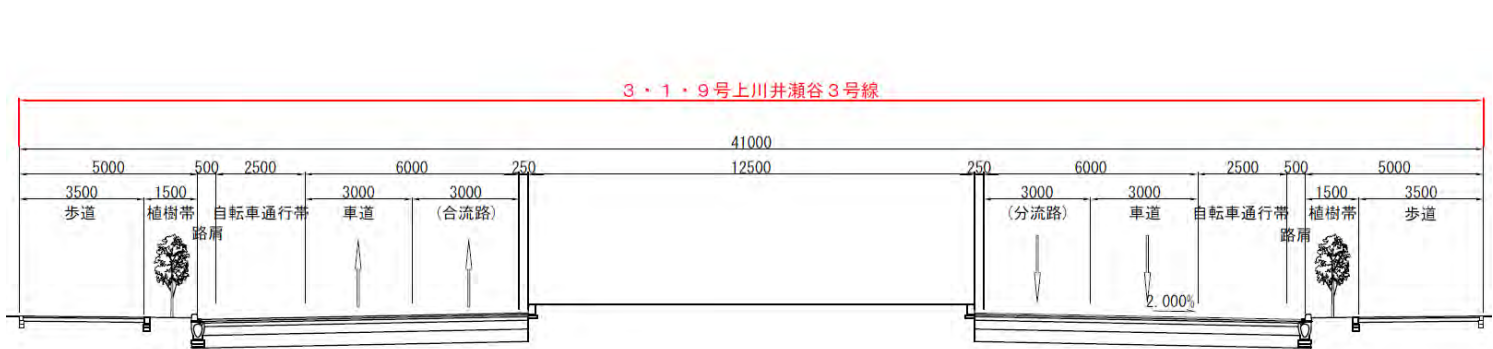 3・1・9号上川井瀬谷3号線
41000
5000 500 2500 6000 250 12500 250 6000 2500 500 5000
3500 1500 3000 3000 3000 3000 1500 3500
歩道 植樹帯 自転車通行帯 車道 (合流路) (分流路) 車道 自転車通行帯 植樹帯 歩道
路肩 路肩
2.000%